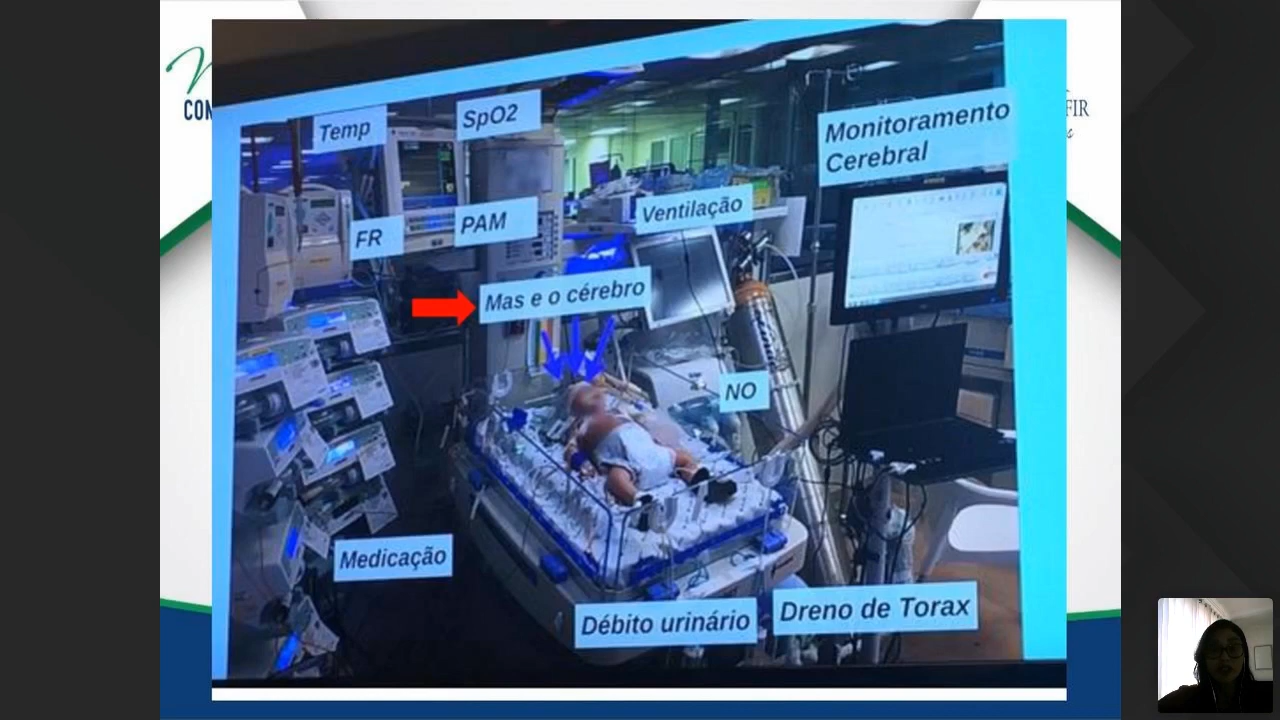 CON
FIR
Temp
SpO2
Monitoramento
Cerebral
FR
PAM
Ventilação
Mas e o cérebro
NO
Medicação
Débito urinário
Dreno de Torax